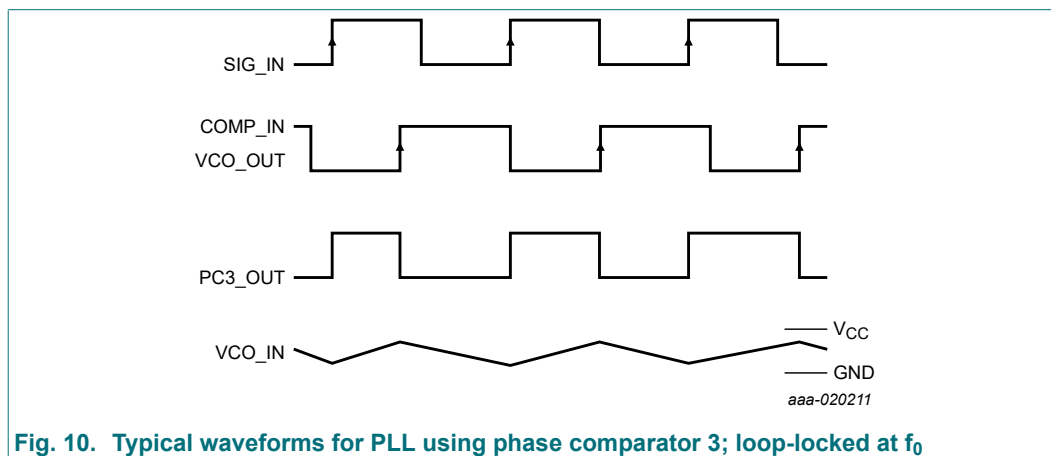 SIG_IN
COMP_IN
VCO_OUT
PC3_OUT
VCO_IN
VCC
GND
aaa-020211
Fig. 10. Typical waveforms for PLL using phase comparator 3; loop-locked at f0